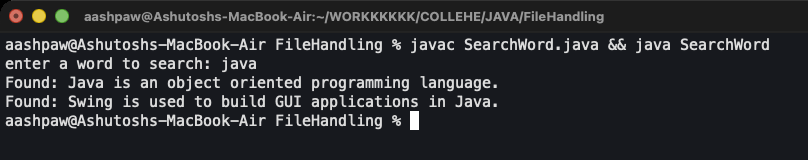 aashpaw@Ashutoshs-MacBook-Air:~/WORKKKKKK/COLLEHE/JAVA/FileHandling
aashpaw@Ashutoshs-MacBook-Air FileHandling % javac SearchWord.java && java SearchWord
enter a word to search: java
Found: Java is an object oriented programming language.
Found: Swing is used to build GUI applications in Java.
aashpaw@Ashutoshs-MacBook-Air FileHandling %